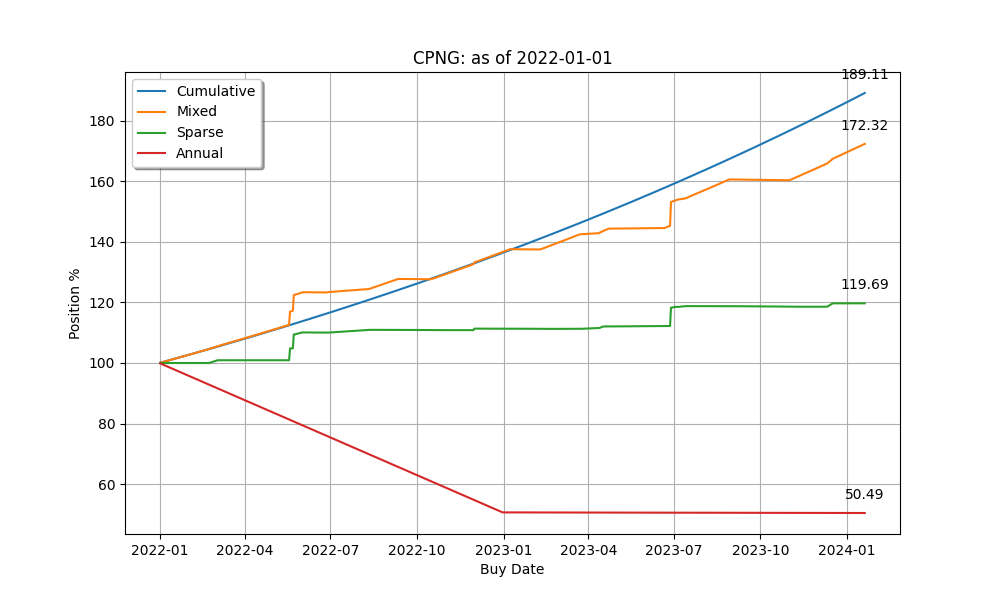 CPNG: as of 2022-01-01
189.11
Cumulative
Mixed
Sparse
Annual
172.32
119.69
50.49
180
160
140
120
100
80
60
Position %
2022-01 2022-04 2022-07 2022-10 2023-01 2023-04 2023-07 2023-10 2024-01
Buy Date